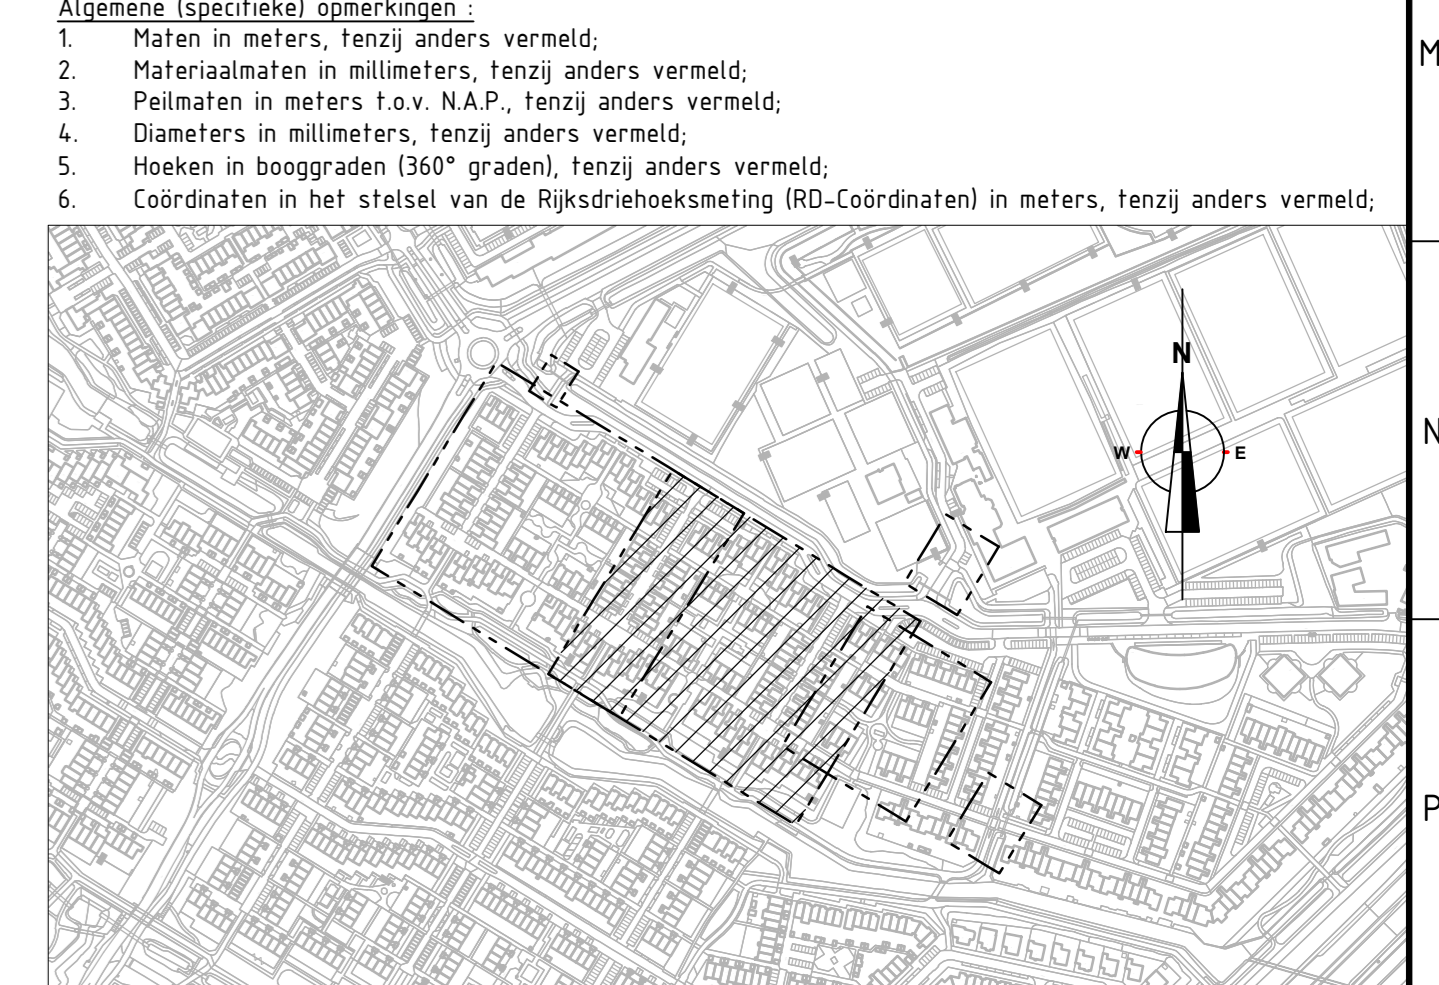 Algemene (specifieke) opmerkingen :
1. Maten in meters, tenzij anders vermeld;
2. Materiaalmaten in millimeters, tenzij anders vermeld;
3. Peilmaten in meters t.o.v. N.A.P., tenzij anders vermeld;
4. Diameters in millimeters, tenzij anders vermeld;
5. Hoeken in booggraden (360° graden), tenzij anders vermeld;
6. Coördinaten in het stelsel van de Rijksdriehoeksmeting (RD-Coördinaten) in meters, tenzij anders vermeld;
M
N
W E
N
P